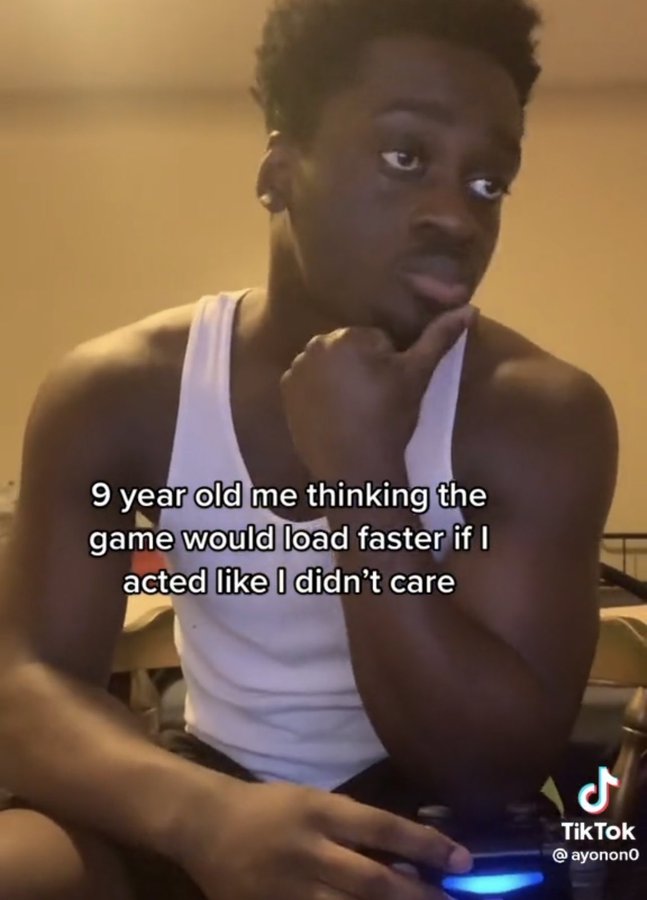 9 year old me thinking the
game would load faster if I
acted like I didn't care
TikTok
@ayonon0